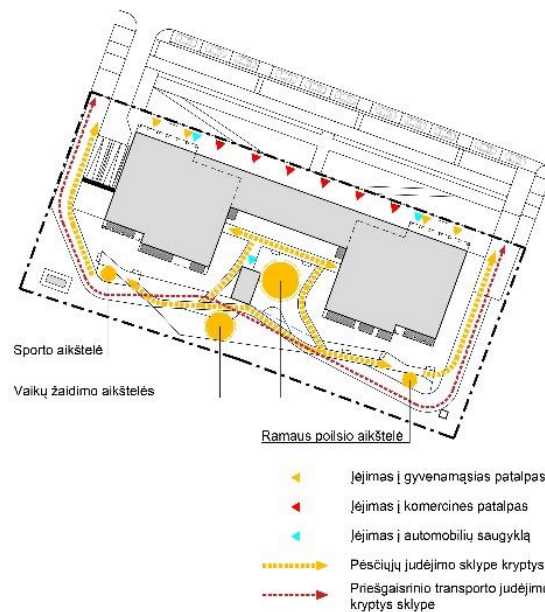 Sporto aikštelė
Vaikų žaidimo aikštelės
Ramaus poilsio aikštelė
Įėjimas į gyvenamąsias patalpas
Įėjimas į komercines patalpas
Įėjimas į automobilių saugyklą
Pėsčiųjų judėjimo sklype kryptys
Priešgaisrinio transporto judėjimo
kryptys sklype